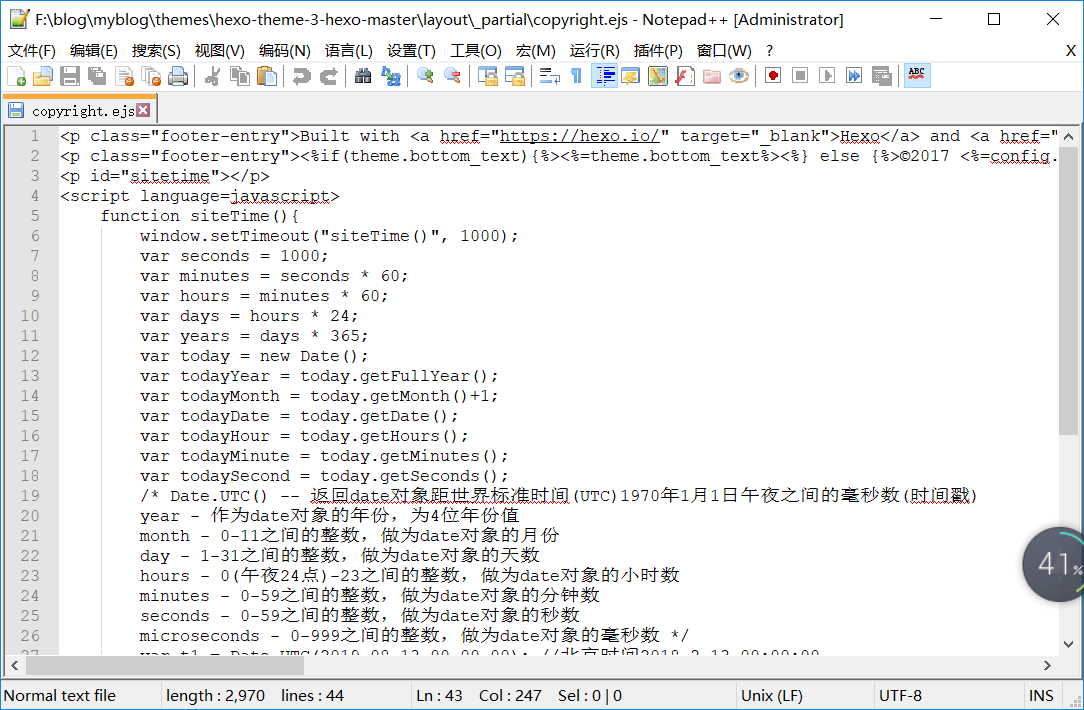 F:\blog\myblog\themes\hexo-theme-3-hexo-master\layout\_partial\copyright.ejs - Notepad++ [Administrator]
文件(F) 编辑(E) 搜索(S) 视图(V) 编码(N) 语言(L) 设置(T) 工具(O) 宏(M) 运行(R) 插件(P) 窗口(W) ? X
ABC
copyright.ejs
1 <p class="footer-entry">Built with <a href="https://hexo.io/" target="_blank">Hexo</a> and <a href="
2 <p class="footer-entry"><%if(theme.bottom_text){%><%=theme.bottom_text%><%} else {%>©2017 <%=config.
3 <p id="sitetime"></p>
4 <script language=javascript>
5 function siteTime(){
6 window.setTimeout("siteTime()", 1000);
7 var seconds = 1000;
8 var minutes = seconds * 60;
9 var hours = minutes * 60;
10 var days = hours * 24;
11 var years = days * 365;
12 var today = new Date();
13 var todayYear = today.getFullYear();
14 var todayMonth = today.getMonth()+1;
15 var todayDate = today.getDate();
16 var todayHour = today.getHours();
17 var todayMinute = today.getMinutes();
18 var todaySecond = today.getSeconds();
19 /* Date.UTC() -- 返回date对象距世界标准时间(UTC)1970年1月1日午夜之间的毫秒数(时间戳)
20 year - 作为date对象的年份，为4位年份值
21 month - 0-11之间的整数，做为date对象的月份
22 day - 1-31之间的整数，做为date对象的天数
23 hours - 0(午夜24点)-23之间的整数，做为date对象的小时数
24 minutes - 0-59之间的整数，做为date对象的分钟数
25 seconds - 0-59之间的整数，做为date对象的秒数
26 microseconds - 0-999之间的整数，做为date对象的毫秒数 */
41%
Normal text file length : 2,970 lines : 44 Ln : 43 Col : 247 Sel : 0 | 0 Unix (LF) UTF-8 INS